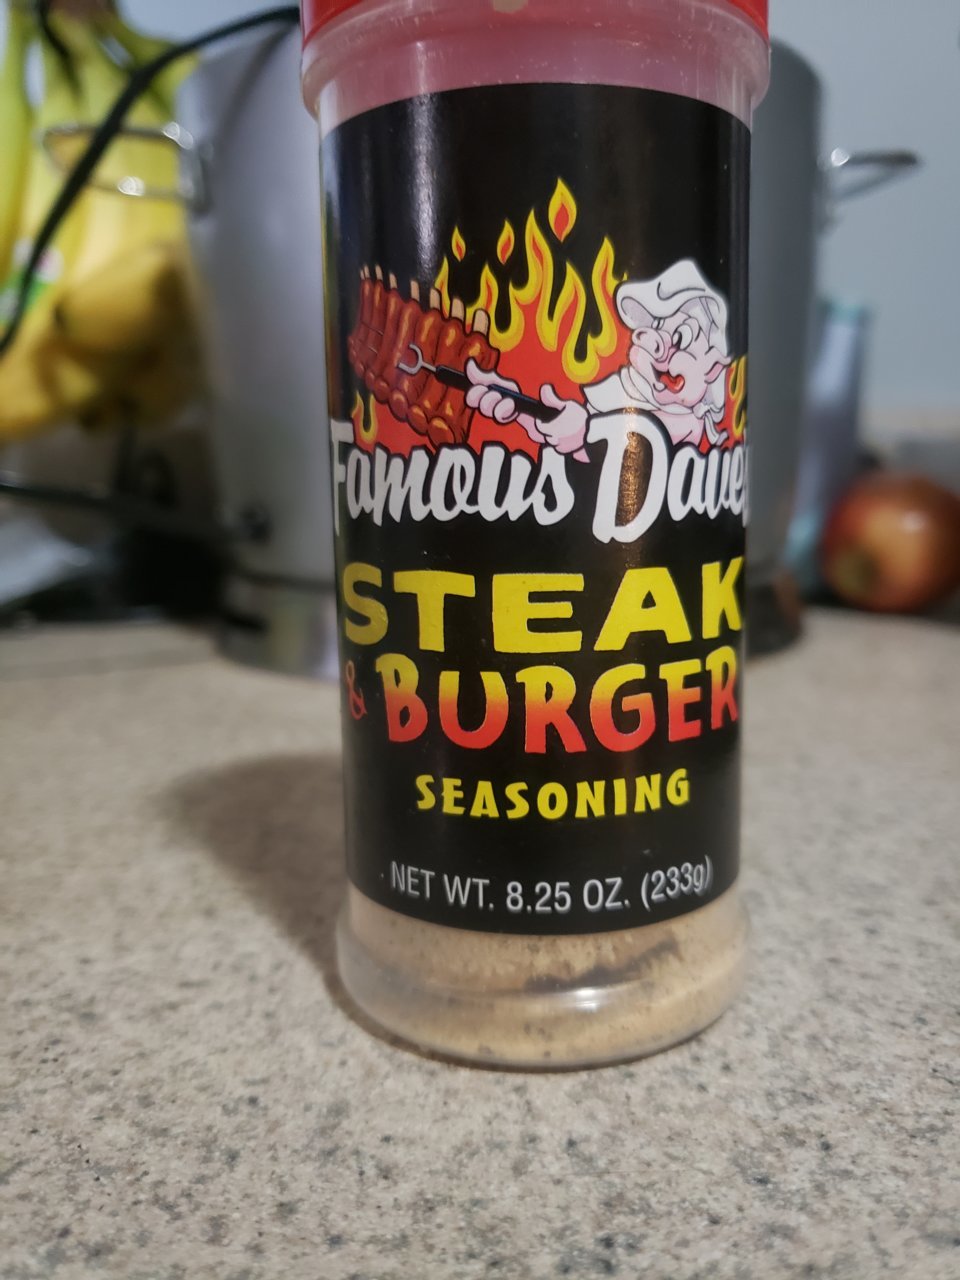 Famous Dave's
STEAK
& BURGER
SEASONING
NET WT. 8.25 OZ. (233g)